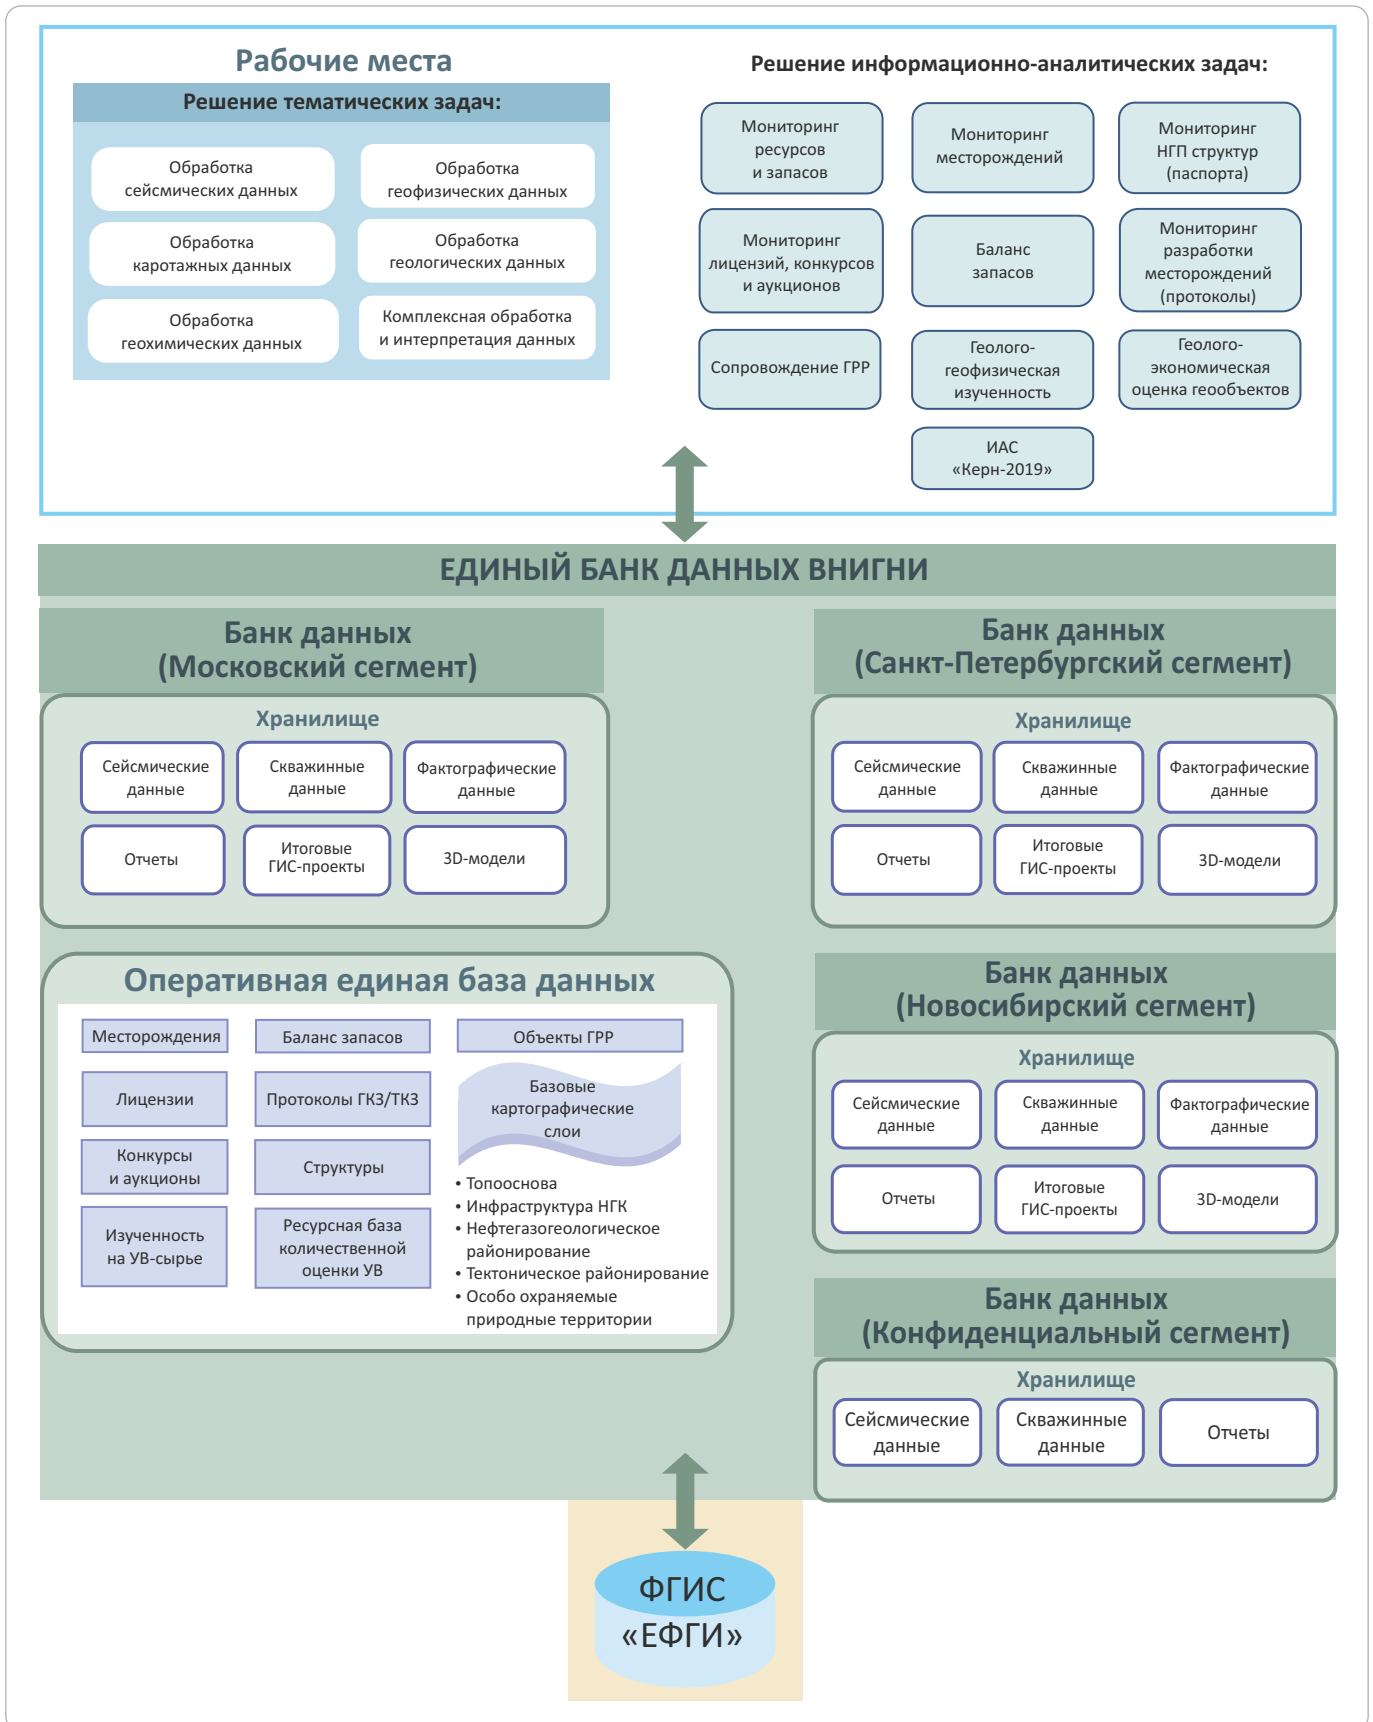 Рабочие места
Решение тематических задач:
Обработка
сейсмических данных
Обработка
геофизических данных
Обработка
каротажных данных
Обработка
геологических данных
Обработка
геохимических данных
Комплексная обработка
и интерпретация данных
Решение информационно-аналитических задач:
Мониторинг
ресурсов
и запасов
Мониторинг
месторождений
Мониторинг
НГП структур
(паспорта)
Мониторинг
лицензий, конкурсов
и аукционов
Баланс
запасов
Мониторинг
разработки
месторождений
(протоколы)
Сопровождение ГРР
Геолого-
геофизическая
изученность
Геолого-
экономическая
оценка геообъектов
ИАС
«Керн-2019»
ЕДИНЫЙ БАНК ДАННЫХ ВНИГНИ
Банк данных
(Московский сегмент)
Хранилище
Сейсмические
данные
Скважинные
данные
Фактографические
данные
Отчеты
Итоговые
ГИС-проекты
3D-модели
Банк данных
(Санкт-Петербургский сегмент)
Хранилище
Сейсмические
данные
Скважинные
данные
Фактографические
данные
Отчеты
Итоговые
ГИС-проекты
3D-модели
Оперативная единая база данных
Месторождения
Баланс запасов
Объекты ГРР
Лицензии
Протоколы ГКЗ/ТКЗ
Базовые
картографические
слои
Конкурсы
и аукционы
Структуры
Изученность
на УВ-сырье
Ресурсная база
количественной
оценки УВ
• Топооснова
• Инфраструктура НГК
• Нефтегазогеологическое
районирование
• Тектоническое районирование
• Особо охраняемые
природные территории
Банк данных
(Новосибирский сегмент)
Хранилище
Сейсмические
данные
Скважинные
данные
Фактографические
данные
Отчеты
Итоговые
ГИС-проекты
3D-модели
Банк данных
(Конфиденциальный сегмент)
Хранилище
Сейсмические
данные
Скважинные
данные
Отчеты
ФГИС
«ЕФГИ»